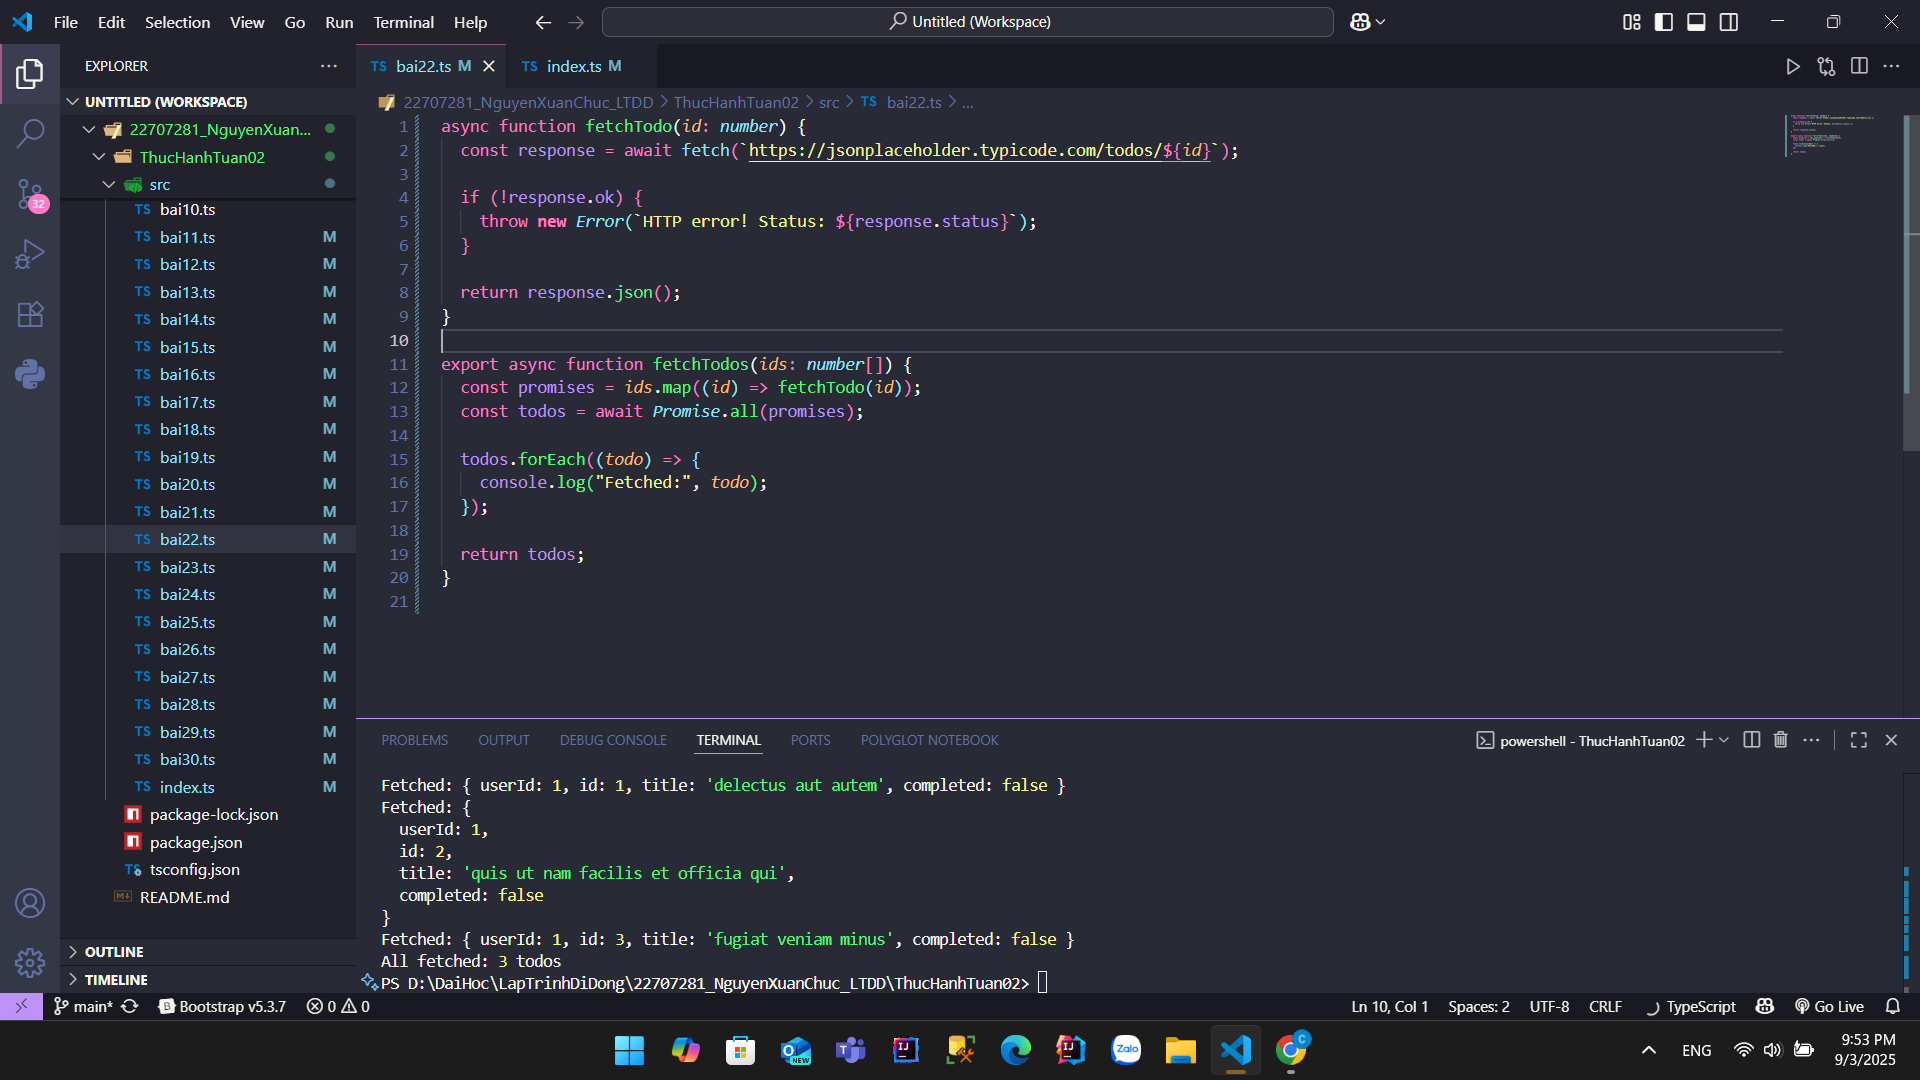 File Edit Selection View Go Run Terminal Help
Untitled (Workspace)
EXPLORER
UNTITLED (WORKSPACE)
22707281_NguyenXuan...
ThucHanhTuan02
src
TS bai10.ts
TS bai11.ts M
TS bai12.ts M
TS bai13.ts M
TS bai14.ts M
TS bai15.ts M
TS bai16.ts M
TS bai17.ts M
TS bai18.ts M
TS bai19.ts M
TS bai20.ts M
TS bai21.ts M
TS bai22.ts M
TS bai23.ts M
TS bai24.ts M
TS bai25.ts M
TS bai26.ts M
TS bai27.ts M
TS bai28.ts M
TS bai29.ts M
TS bai30.ts M
TS index.ts M
package-lock.json
package.json
TS tsconfig.json
README.md
OUTLINE
TIMELINE
32
TS bai22.ts M
TS index.ts M
22707281_NguyenXuanChuc_LTDD > ThucHanhTuan02 > src > TS bai22.ts > ...
1 async function fetchTodo(id: number) {
2 const response = await fetch(`https://jsonplaceholder.typicode.com/todos/${id}`);
3
4 if (!response.ok) {
5 throw new Error(`HTTP error! Status: ${response.status}`);
6 }
7
8 return response.json();
9 }
10
11 export async function fetchTodos(ids: number[]) {
12 const promises = ids.map((id) => fetchTodo(id));
13 const todos = await Promise.all(promises);
14
15 todos.forEach((todo) => {
16 console.log("Fetched:", todo);
17 });
18
19 return todos;
20 }
21
PROBLEMS OUTPUT DEBUG CONSOLE TERMINAL PORTS POLYGLOT NOTEBOOK
powershell - ThucHanhTuan02
Fetched: { userId: 1, id: 1, title: 'delectus aut autem', completed: false }
Fetched: {
userId: 1,
id: 2,
title: 'quis ut nam facilis et officia qui',
completed: false
}
Fetched: { userId: 1, id: 3, title: 'fugiat veniam minus', completed: false }
All fetched: 3 todos
PS D:\DaiHoc\LapTrinhDiDong\22707281_NguyenXuanChuc_LTDD\ThucHanhTuan02>
main* Bootstrap v5.3.7 0 0
Ln 10, Col 1 Spaces: 2 UTF-8 CRLF TypeScript Go Live
NEW
Zalo
C
ENG
9:53 PM
9/3/2025